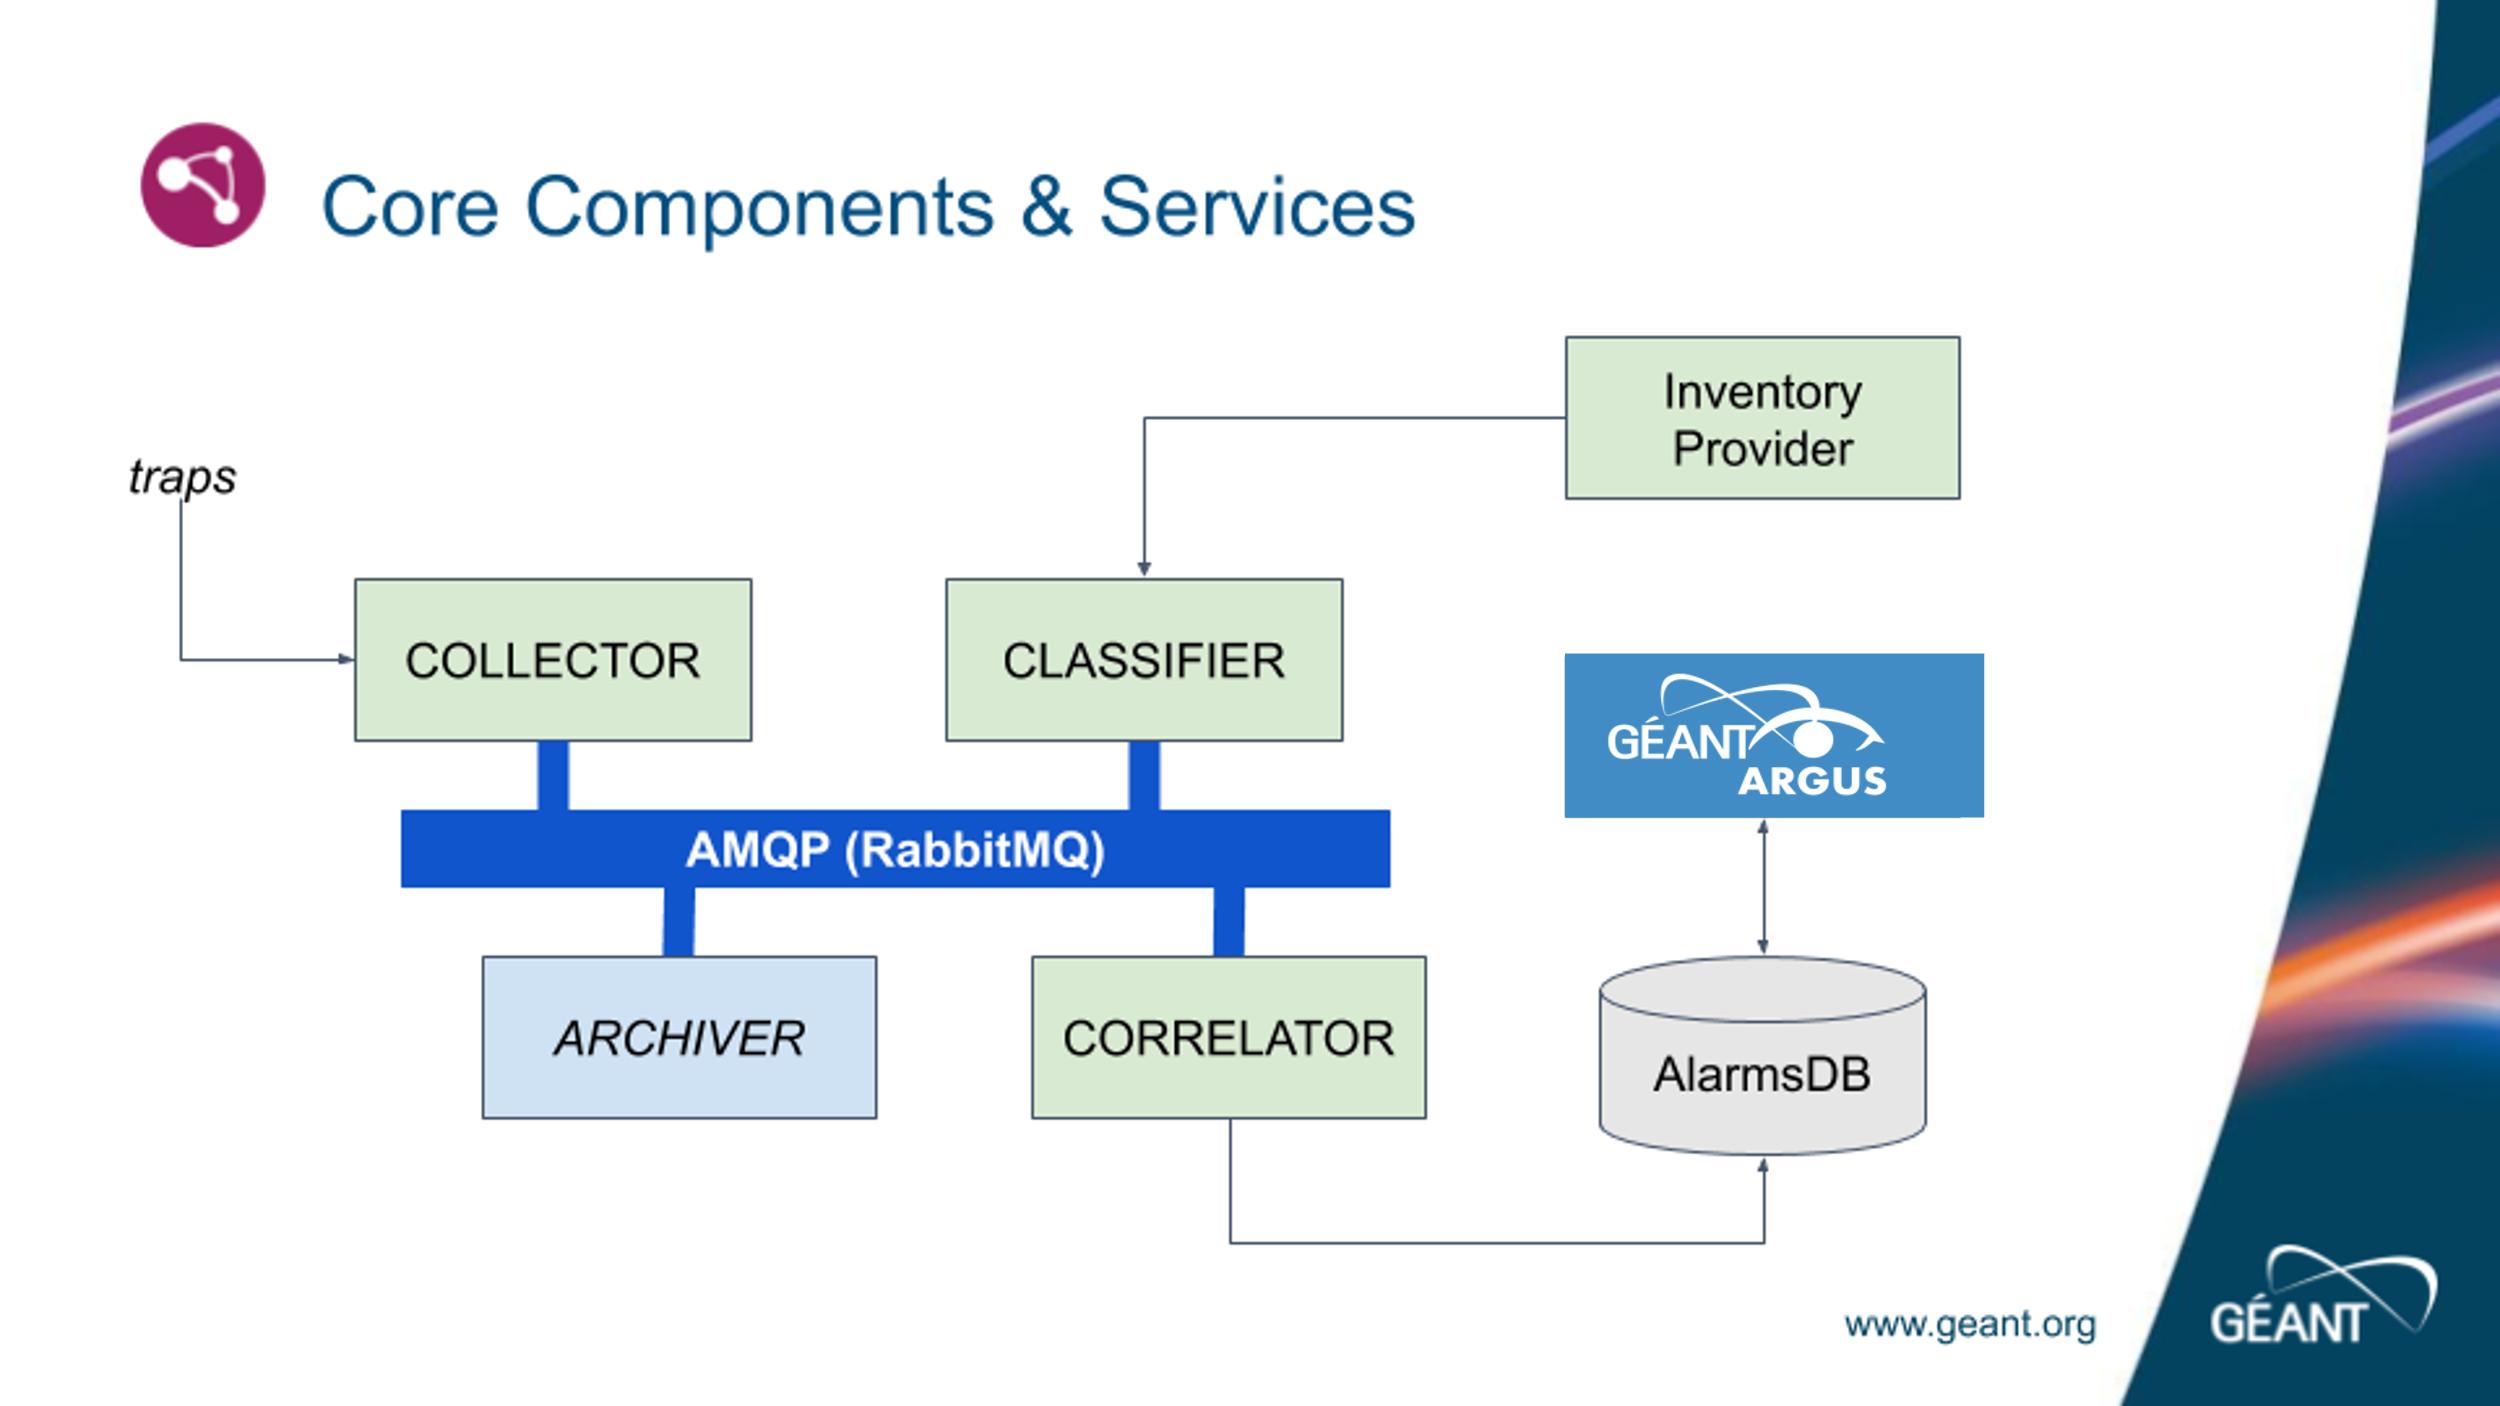 Core Components & Services
Inventory
Provider
traps
COLLECTOR
CLASSIFIER
GÉANT
ARGUS
AMQP (RabbitMQ)
ARCHIVER
CORRELATOR
AlarmsDB
www.geant.org
GÉANT